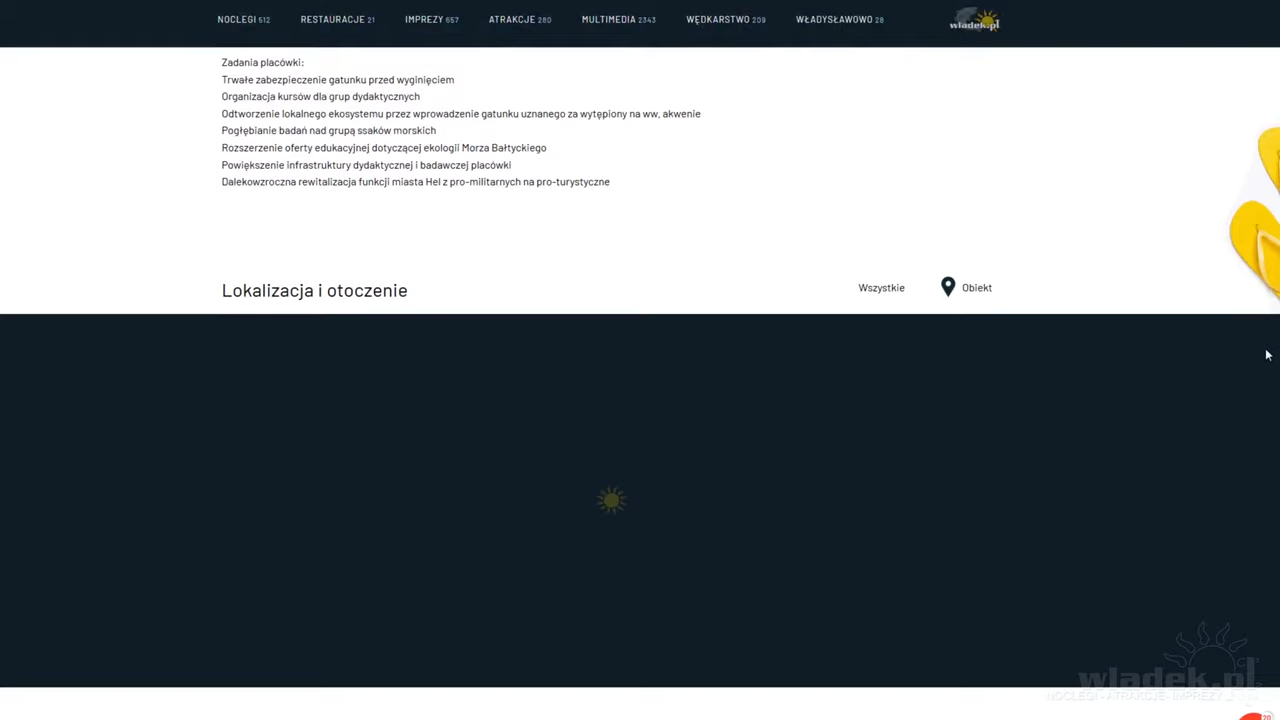 NOCLEGI 512 RESTAURACJE 21 IMPREZY 657 ATRAKCJE 280 MULTIMEDIA 2343 WĘDKARSTWO 209 WŁADYSŁAWOWO 28 wladek.pl
Zadania placówki:
Trwałe zabezpieczenie gatunku przed wyginięciem
Organizacja kursów dla grup dydaktycznych
Odtworzenie lokalnego ekosystemu przez wprowadzenie gatunku uznanego za wytępiony na ww. akwenie
Pogłębianie badań nad grupą ssaków morskich
Rozszerzenie oferty edukacyjnej dotyczącej ekologii Morza Bałtyckiego
Powiększenie infrastruktury dydaktycznej i badawczej placówki
Dalekowzroczna rewitalizacja funkcji miasta Hel z pro-militarnych na pro-turystyczne
Lokalizacja i otoczenie
Wszystkie Obiekt
wladek.pl
NOCLEGI - ATRAKCJE - IMPREZY
20